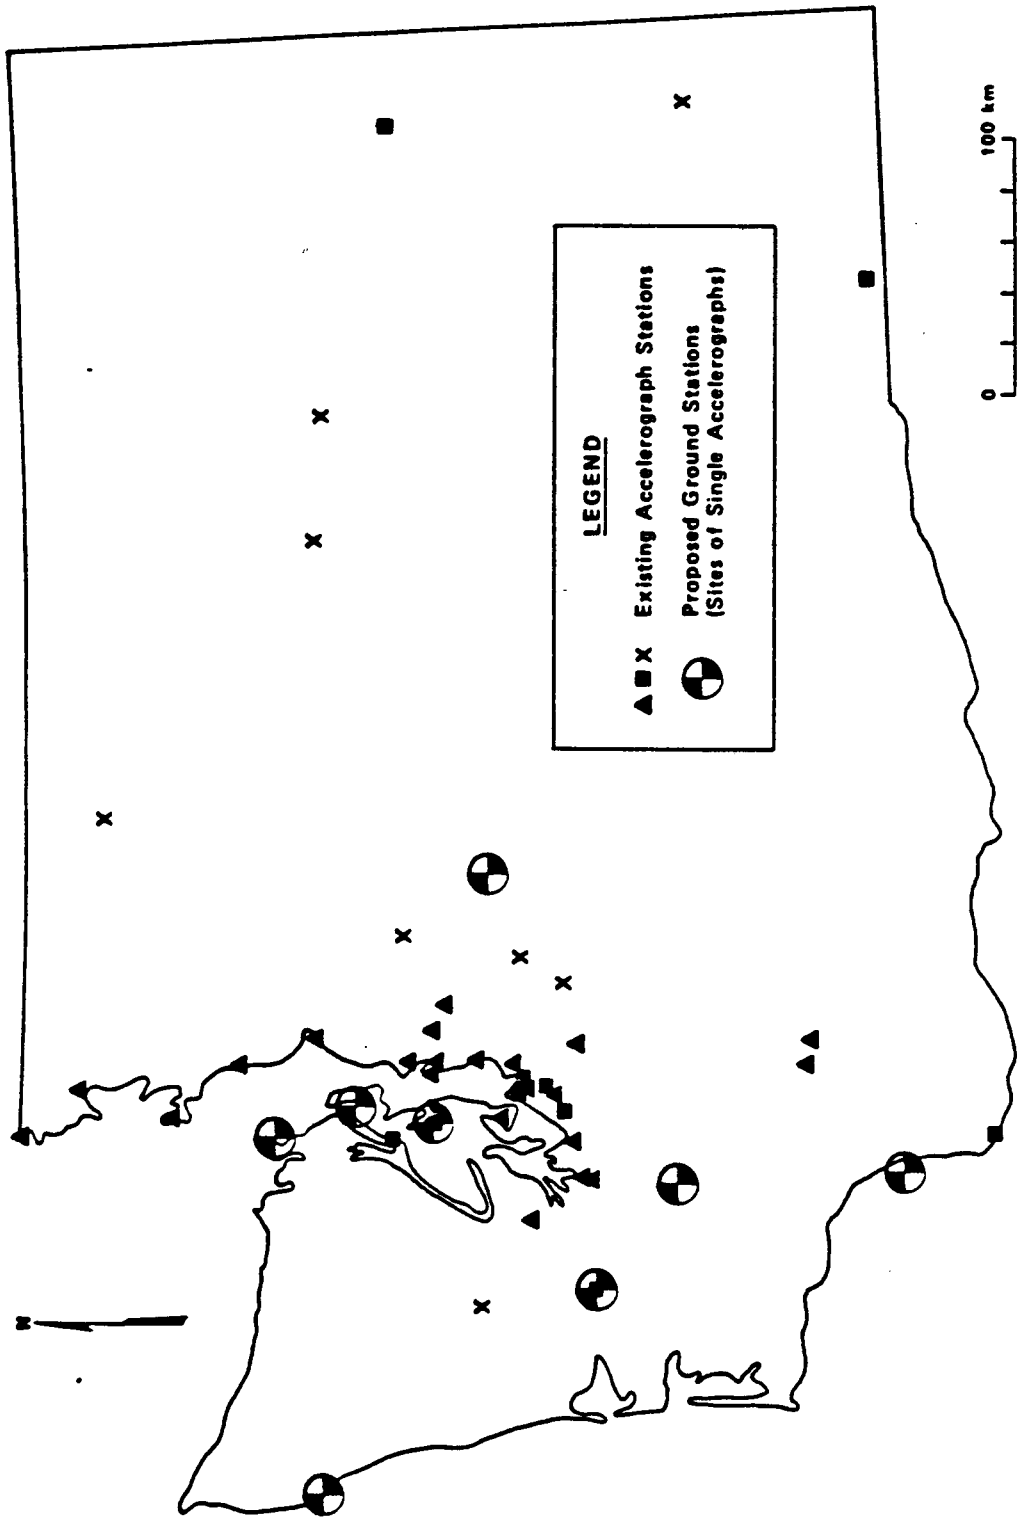 N
LEGEND
▲ ■ X Existing Accelerograph Stations
Proposed Ground Stations
(Sites of Single Accelerographs)
0 100 km